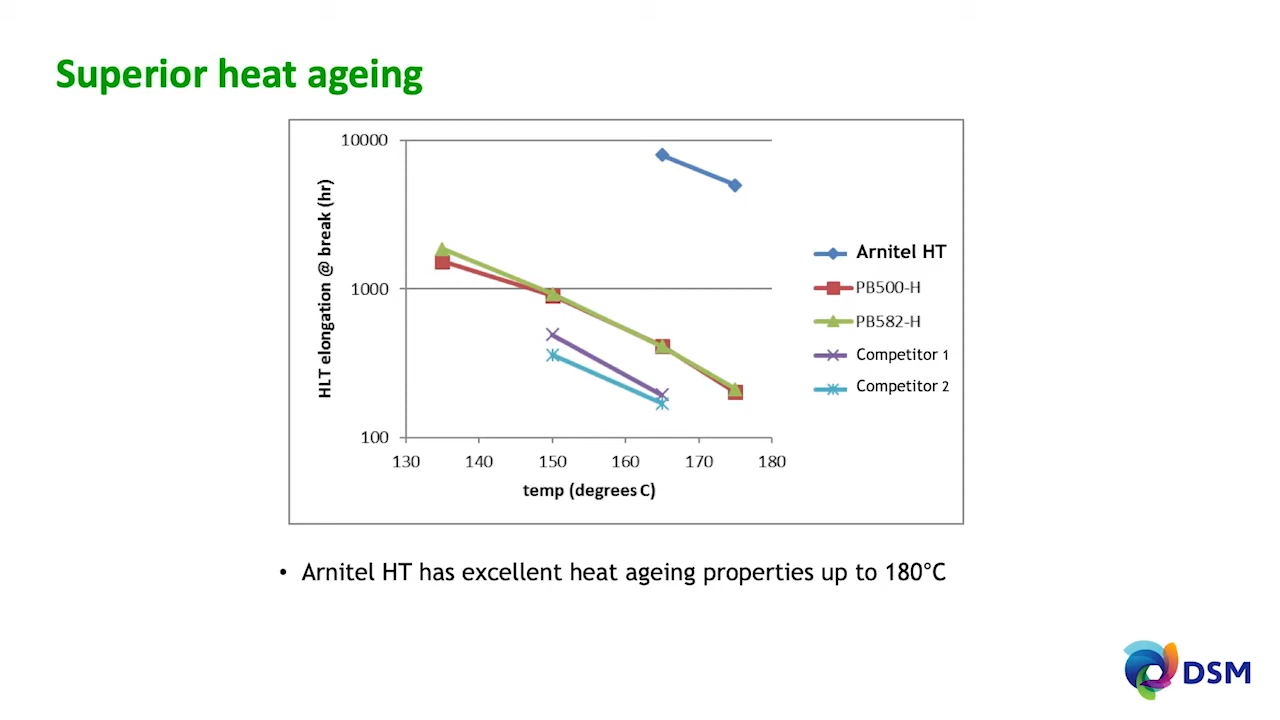 Superior heat ageing
10000
1000
100
HLT elongation @ break (hr)
130 140 150 160 170 180
temp (degrees C)
Arnitel HT
PB500-H
PB582-H
Competitor 1
Competitor 2
• Arnitel HT has excellent heat ageing properties up to 180°C
DSM